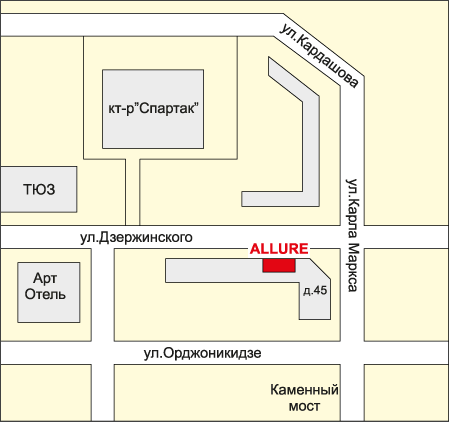 ул.Кардашова
кт-р"Спартак"
ул.Карла Маркса
ТЮЗ
ул.Дзержинского
ALLURE
Арт
Отель
д.45
ул.Орджоникидзе
Каменный
мост